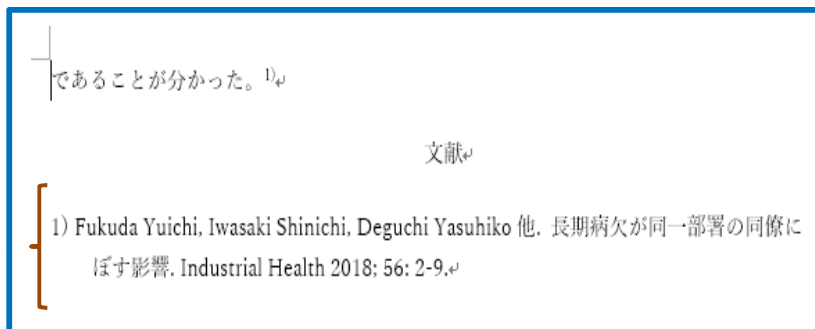 であることが分かった。1)↵
文献↵
1) Fukuda Yuichi, Iwasaki Shinichi, Deguchi Yasuhiko 他. 長期病欠が同一部署の同僚に
ぼす影響. Industrial Health 2018; 56: 2-9.↵